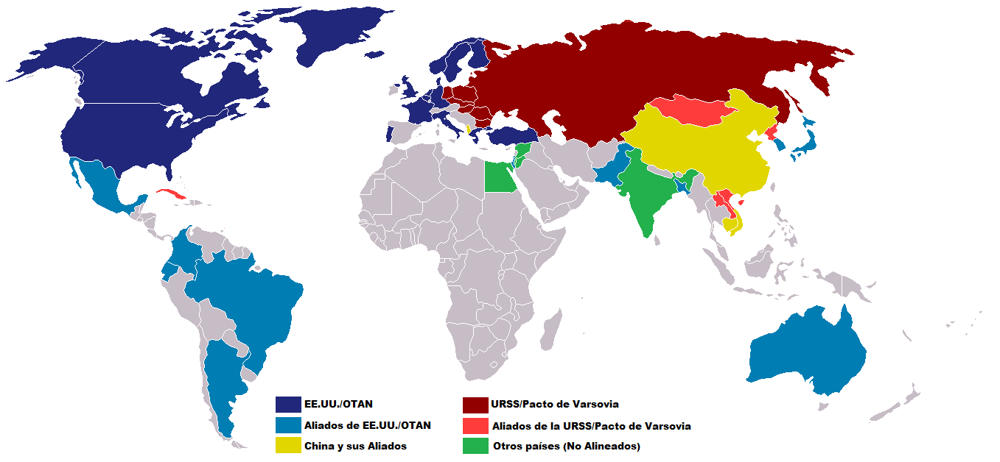 EE.UU./OTAN
Aliados de EE.UU./OTAN
China y sus Aliados
URSS/Pacto de Varsovia
Aliados de la URSS/Pacto de Varsovia
Otros países (No Alineados)